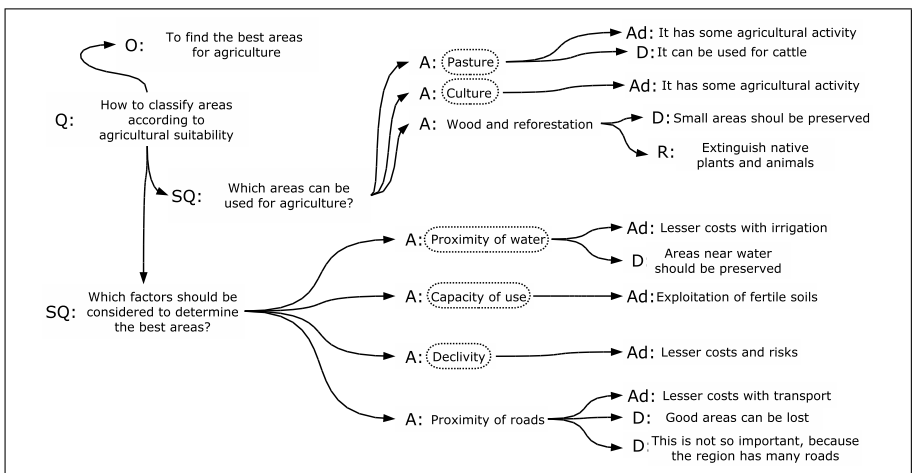 O: To find the best areas
for agriculture
Q: How to classify areas
according to
agricultural suitability
SQ: Which areas can be
used for agriculture?
A: Pasture
Ad: It has some agricultural activity
D: It can be used for cattle
A: Culture
Ad: It has some agricultural activity
A: Wood and reforestation
D: Small areas shoul be preserved
R: Extinguish native
plants and animals
SQ: Which factors should be
considered to determine
the best areas?
A: Proximity of water
Ad: Lesser costs with irrigation
D: Areas near water
should be preserved
A: Capacity of use
Ad: Exploitation of fertile soils
A: Declivity
Ad: Lesser costs and risks
A: Proximity of roads
Ad: Lesser costs with transport
D: Good areas can be lost
D: This is not so important, because
the region has many roads